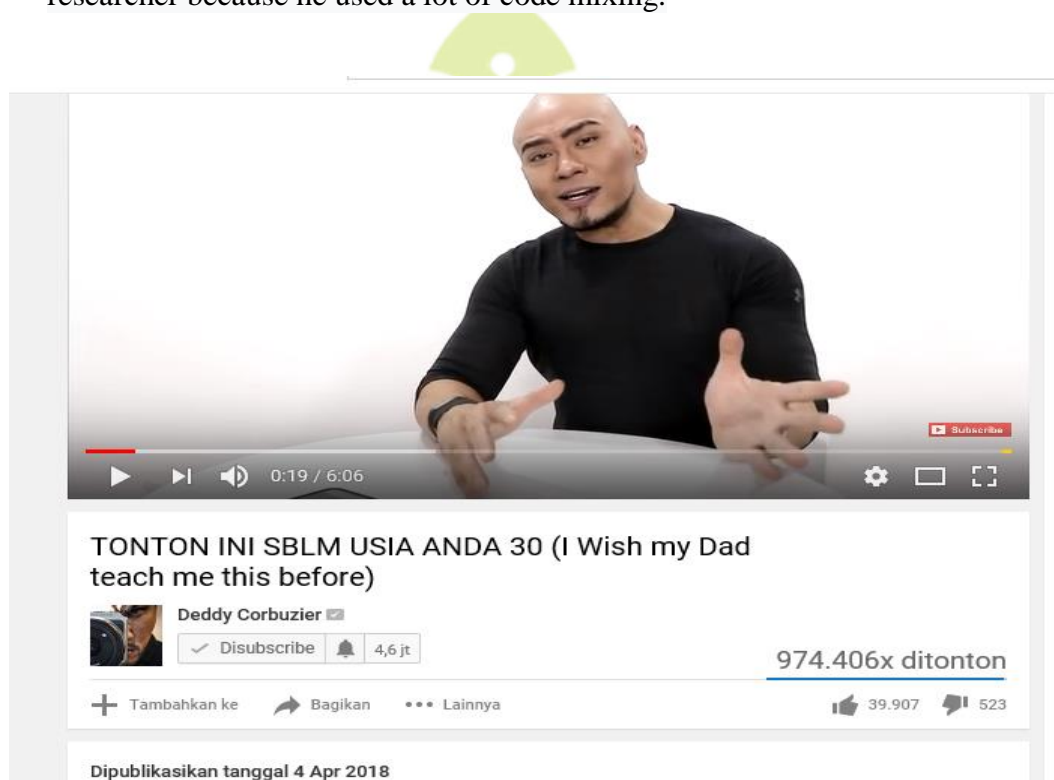 researcher because he used a lot of code mixing.
Subscribe
0:19 / 6:06
TONTON INI SBLM USIA ANDA 30 (I Wish my Dad
teach me this before)
Deddy Corbuzier
Disubscribe 4,6 jt
974.406x ditonton
Tambahkan ke Bagikan Lainnya 39.907 523
Dipublikasikan tanggal 4 Apr 2018